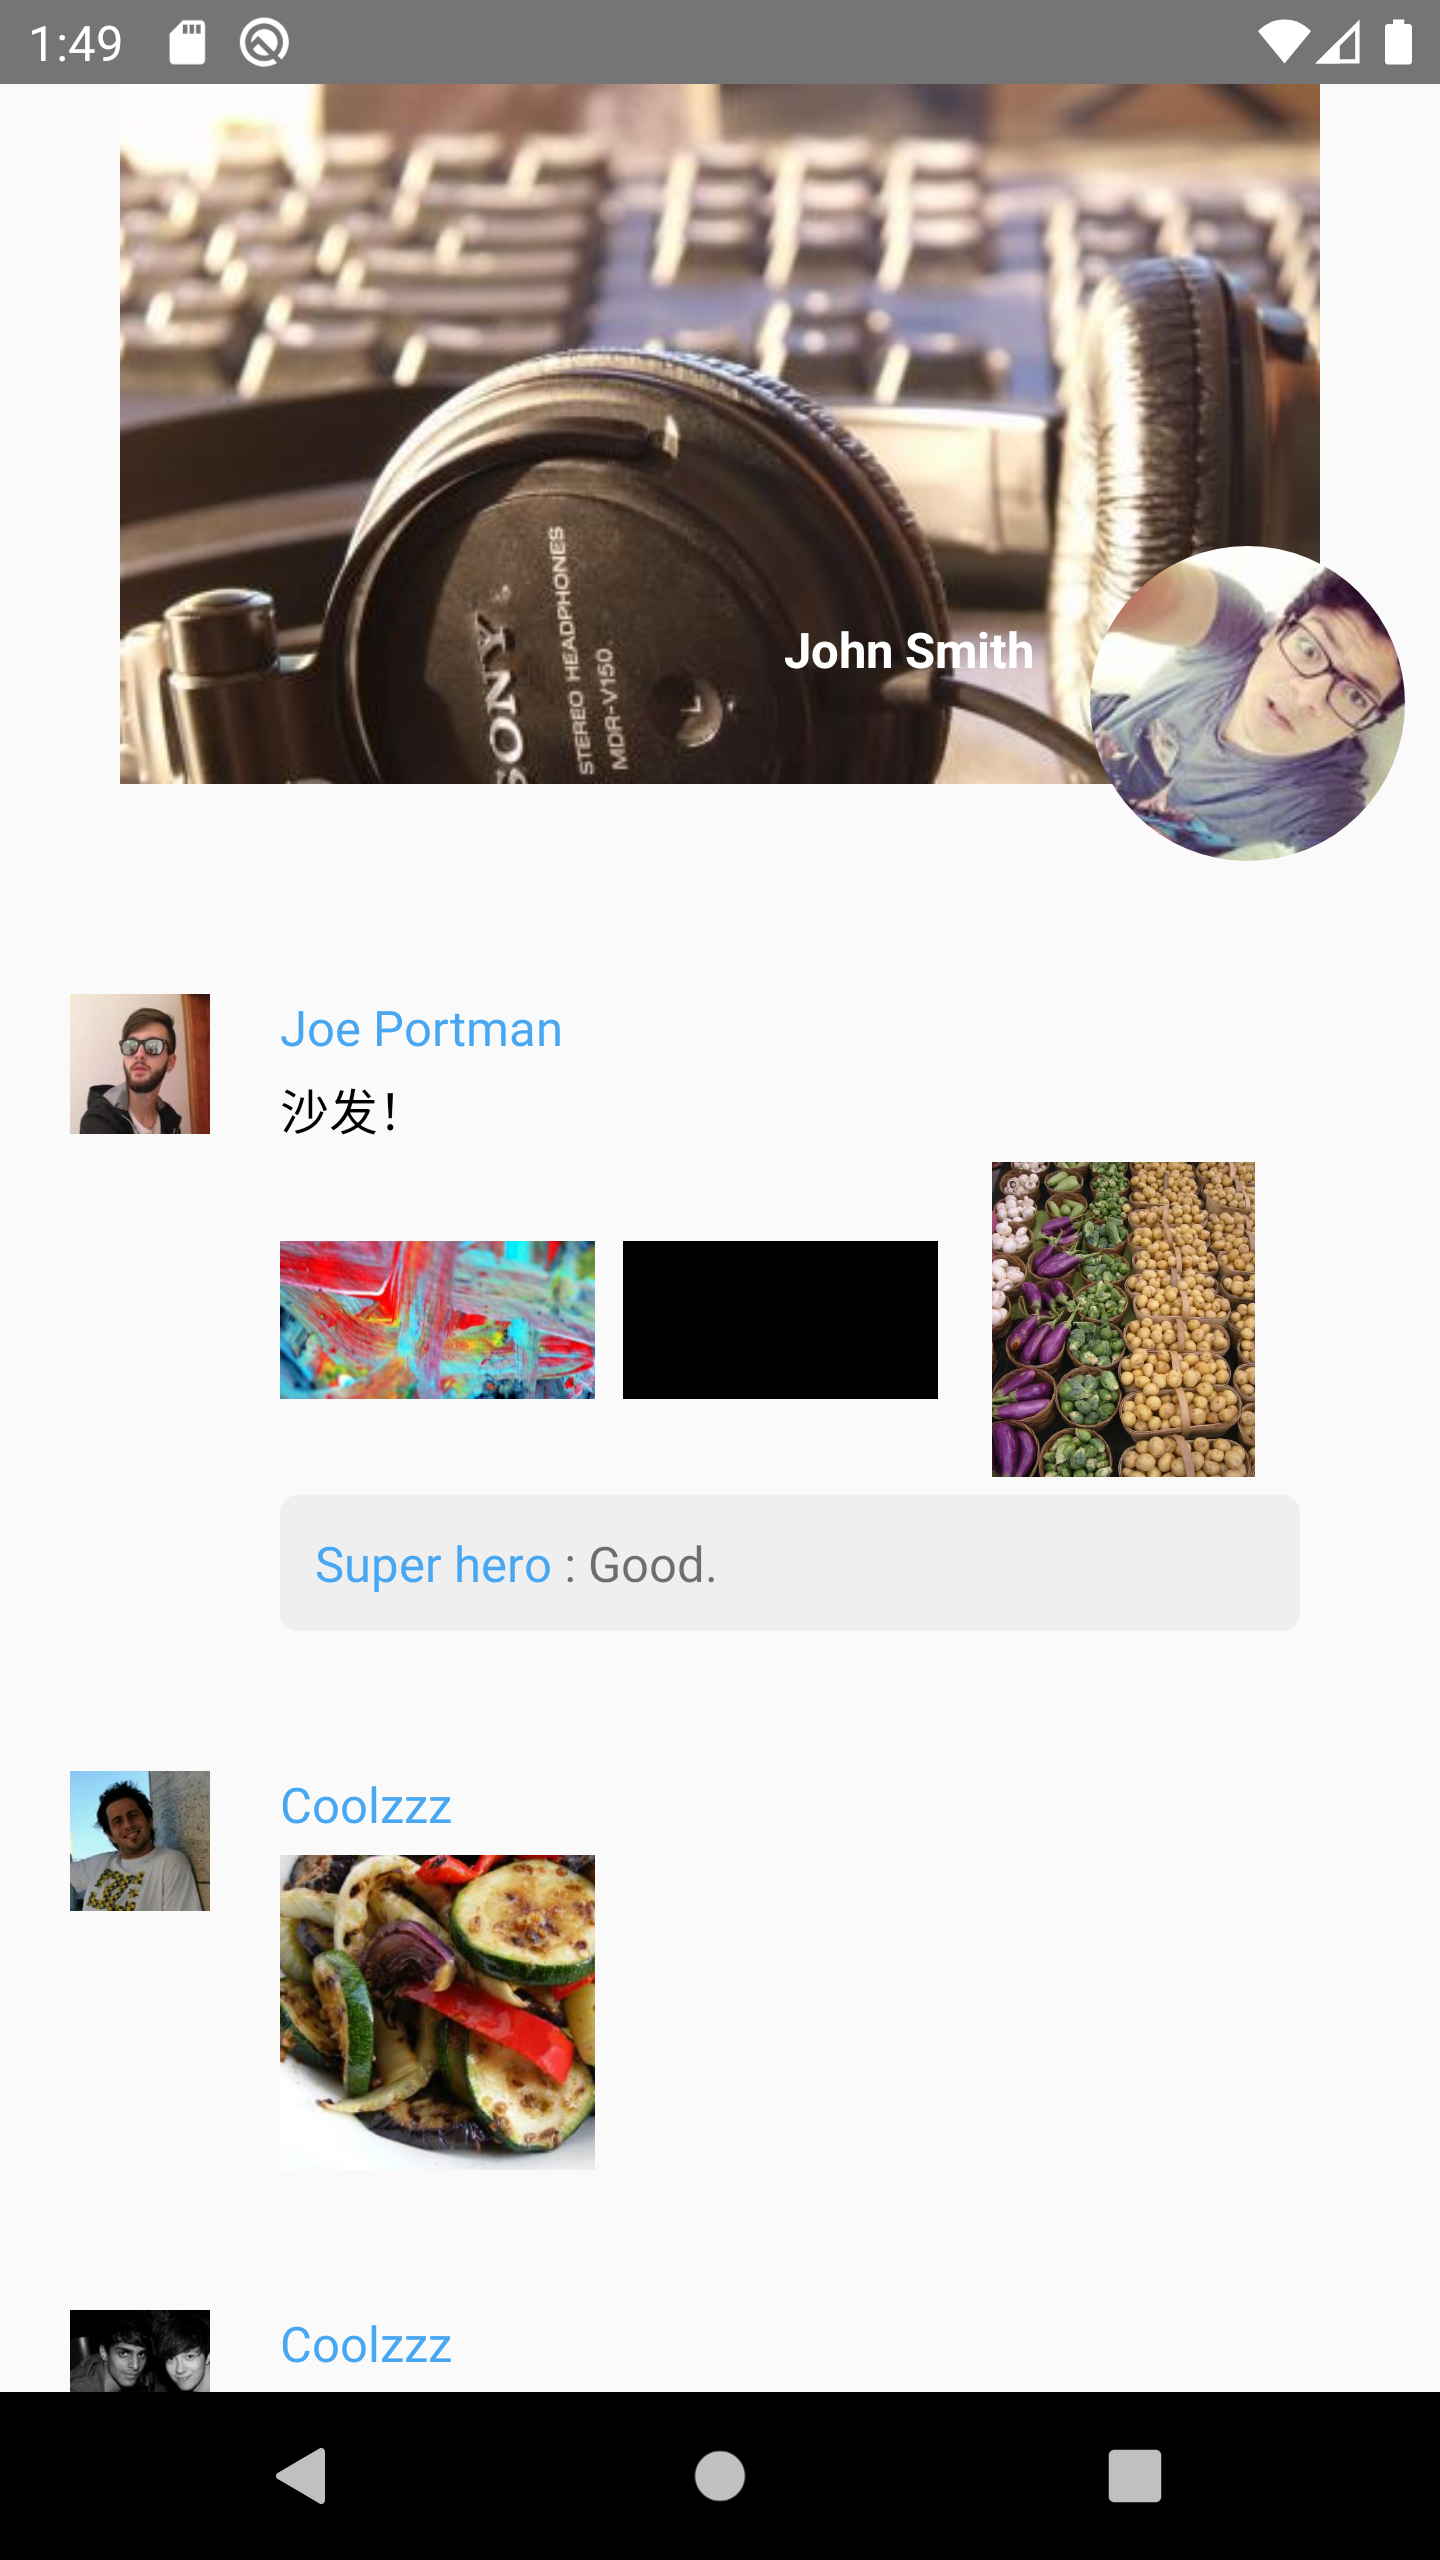 1:49
SONY
STEREO HEADPHONES
MDR-V150
L
John Smith
Joe Portman
沙发！
Super hero : Good.
Coolzzz
Coolzzz